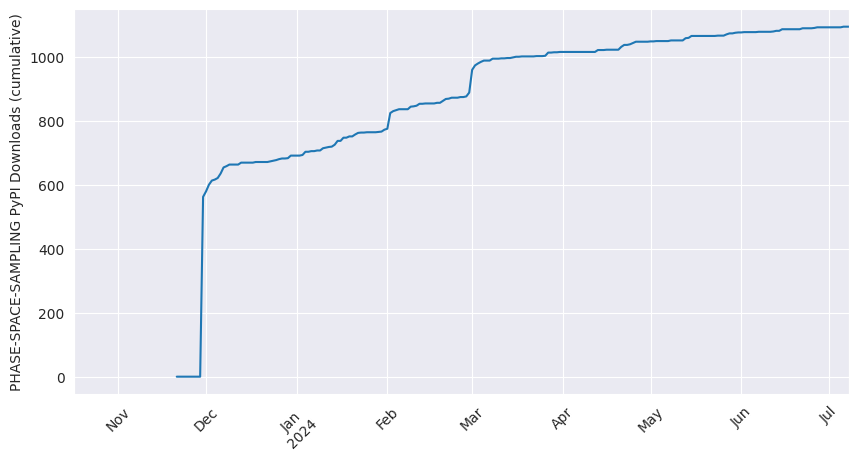 PHASE-SPACE-SAMPLING PyPI Downloads (cumulative)
1000
800
600
400
200
0
Nov
Dec
Jan
2024
Feb
Mar
Apr
May
Jun
Jul